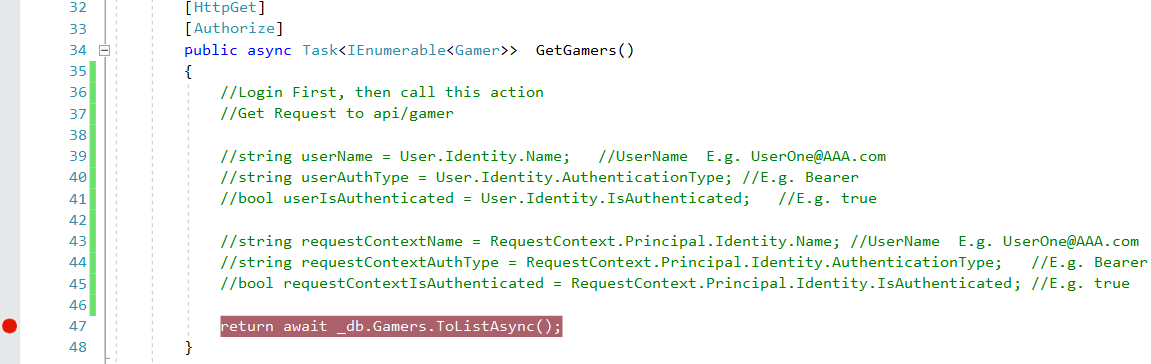 32 [HttpGet]
33 [Authorize]
34 public async Task<IEnumerable<Gamer>>  GetGamers()
35 {
36 //Login First, then call this action
37 //Get Request to api/gamer
38
39 //string userName = User.Identity.Name;   //UserName  E.g. UserOne@AAA.com
40 //string userAuthType = User.Identity.AuthenticationType; //E.g. Bearer
41 //bool userIsAuthenticated = User.Identity.IsAuthenticated;   //E.g. true
42
43 //string requestContextName = RequestContext.Principal.Identity.Name; //UserName  E.g. UserOne@AAA.com
44 //string requestContextAuthType = RequestContext.Principal.Identity.AuthenticationType;   //E.g. Bearer
45 //bool requestContextIsAuthenticated = RequestContext.Principal.Identity.IsAuthenticated; //E.g. true
46
47 return await _db.Gamers.ToListAsync();
48 }